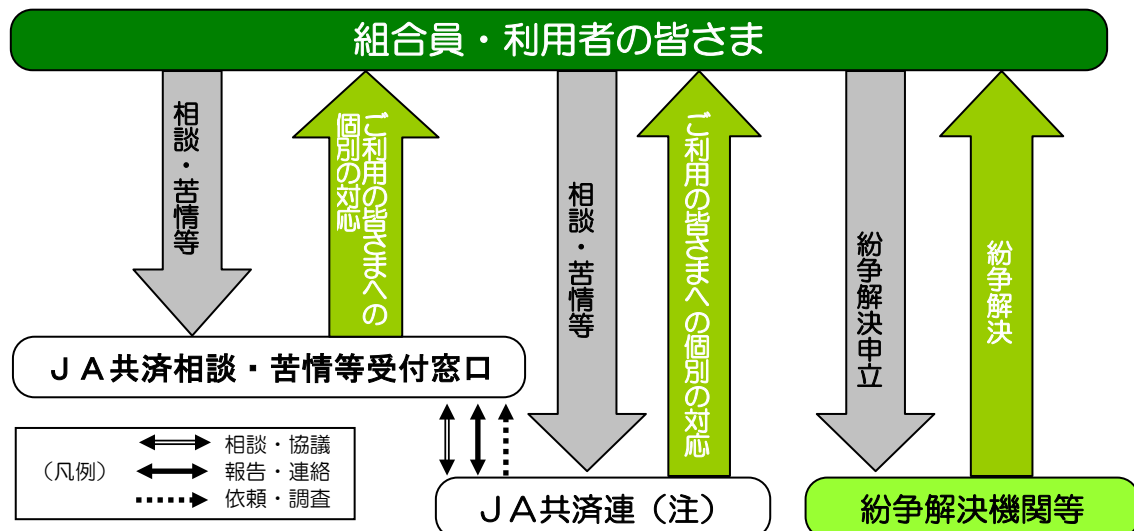 組合員・利用者の皆さま
相談・苦情等
ご利用の皆さまへの
個別の対応
相談・苦情等
ご利用の皆さまへの個別の対応
紛争解決申立
紛争解決
ＪＡ共済相談・苦情等受付窓口
（凡例）
相談・協議
報告・連絡
依頼・調査
ＪＡ共済連（注）
紛争解決機関等